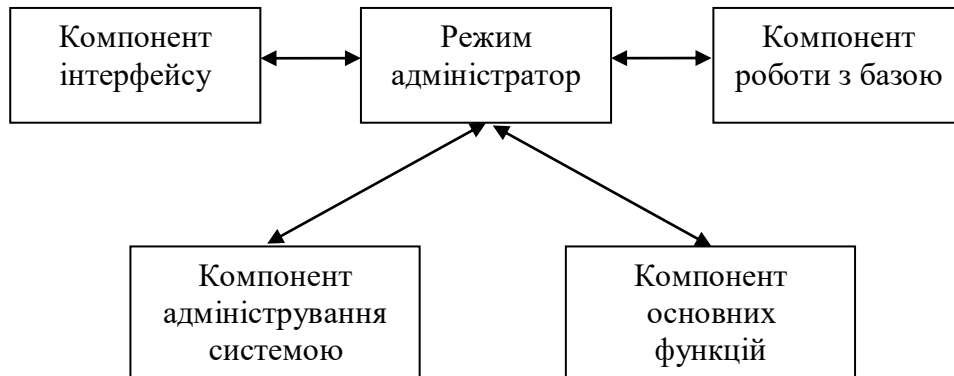 Компонент
інтерфейсу
Режим
адміністратор
Компонент
роботи з базою
Компонент
адміністрування
системою
Компонент
основних
функцій